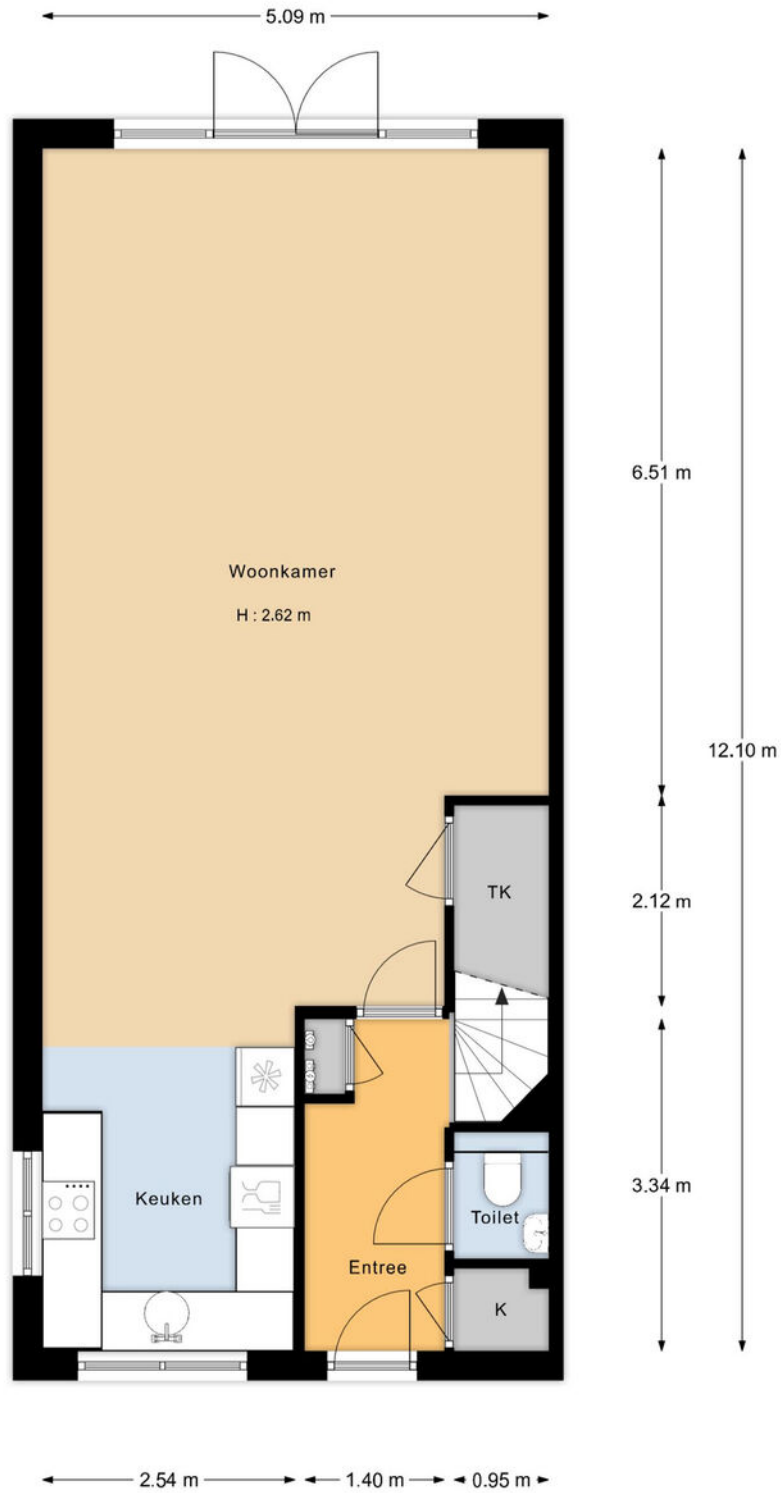 5.09 m
6.51 m
Woonkamer
H : 2.62 m
12.10 m
TK
2.12 m
3.34 m
Keuken
Toilet
Entree
K
2.54 m
1.40 m
0.95 m